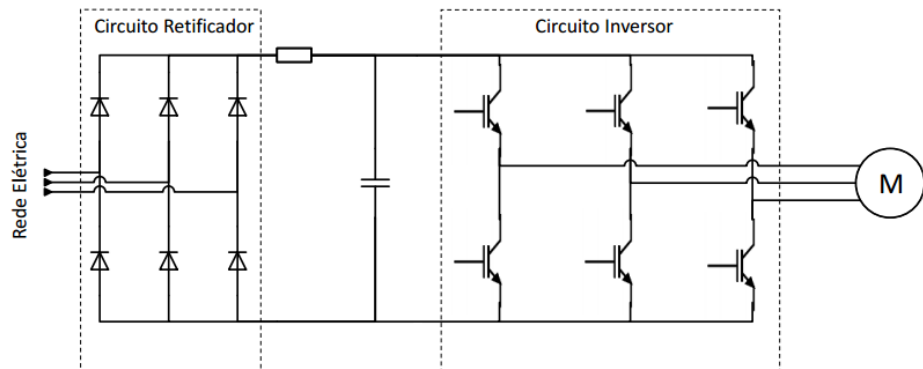 Circuito Retificador
Circuito Inversor
Rede Elétrica
M